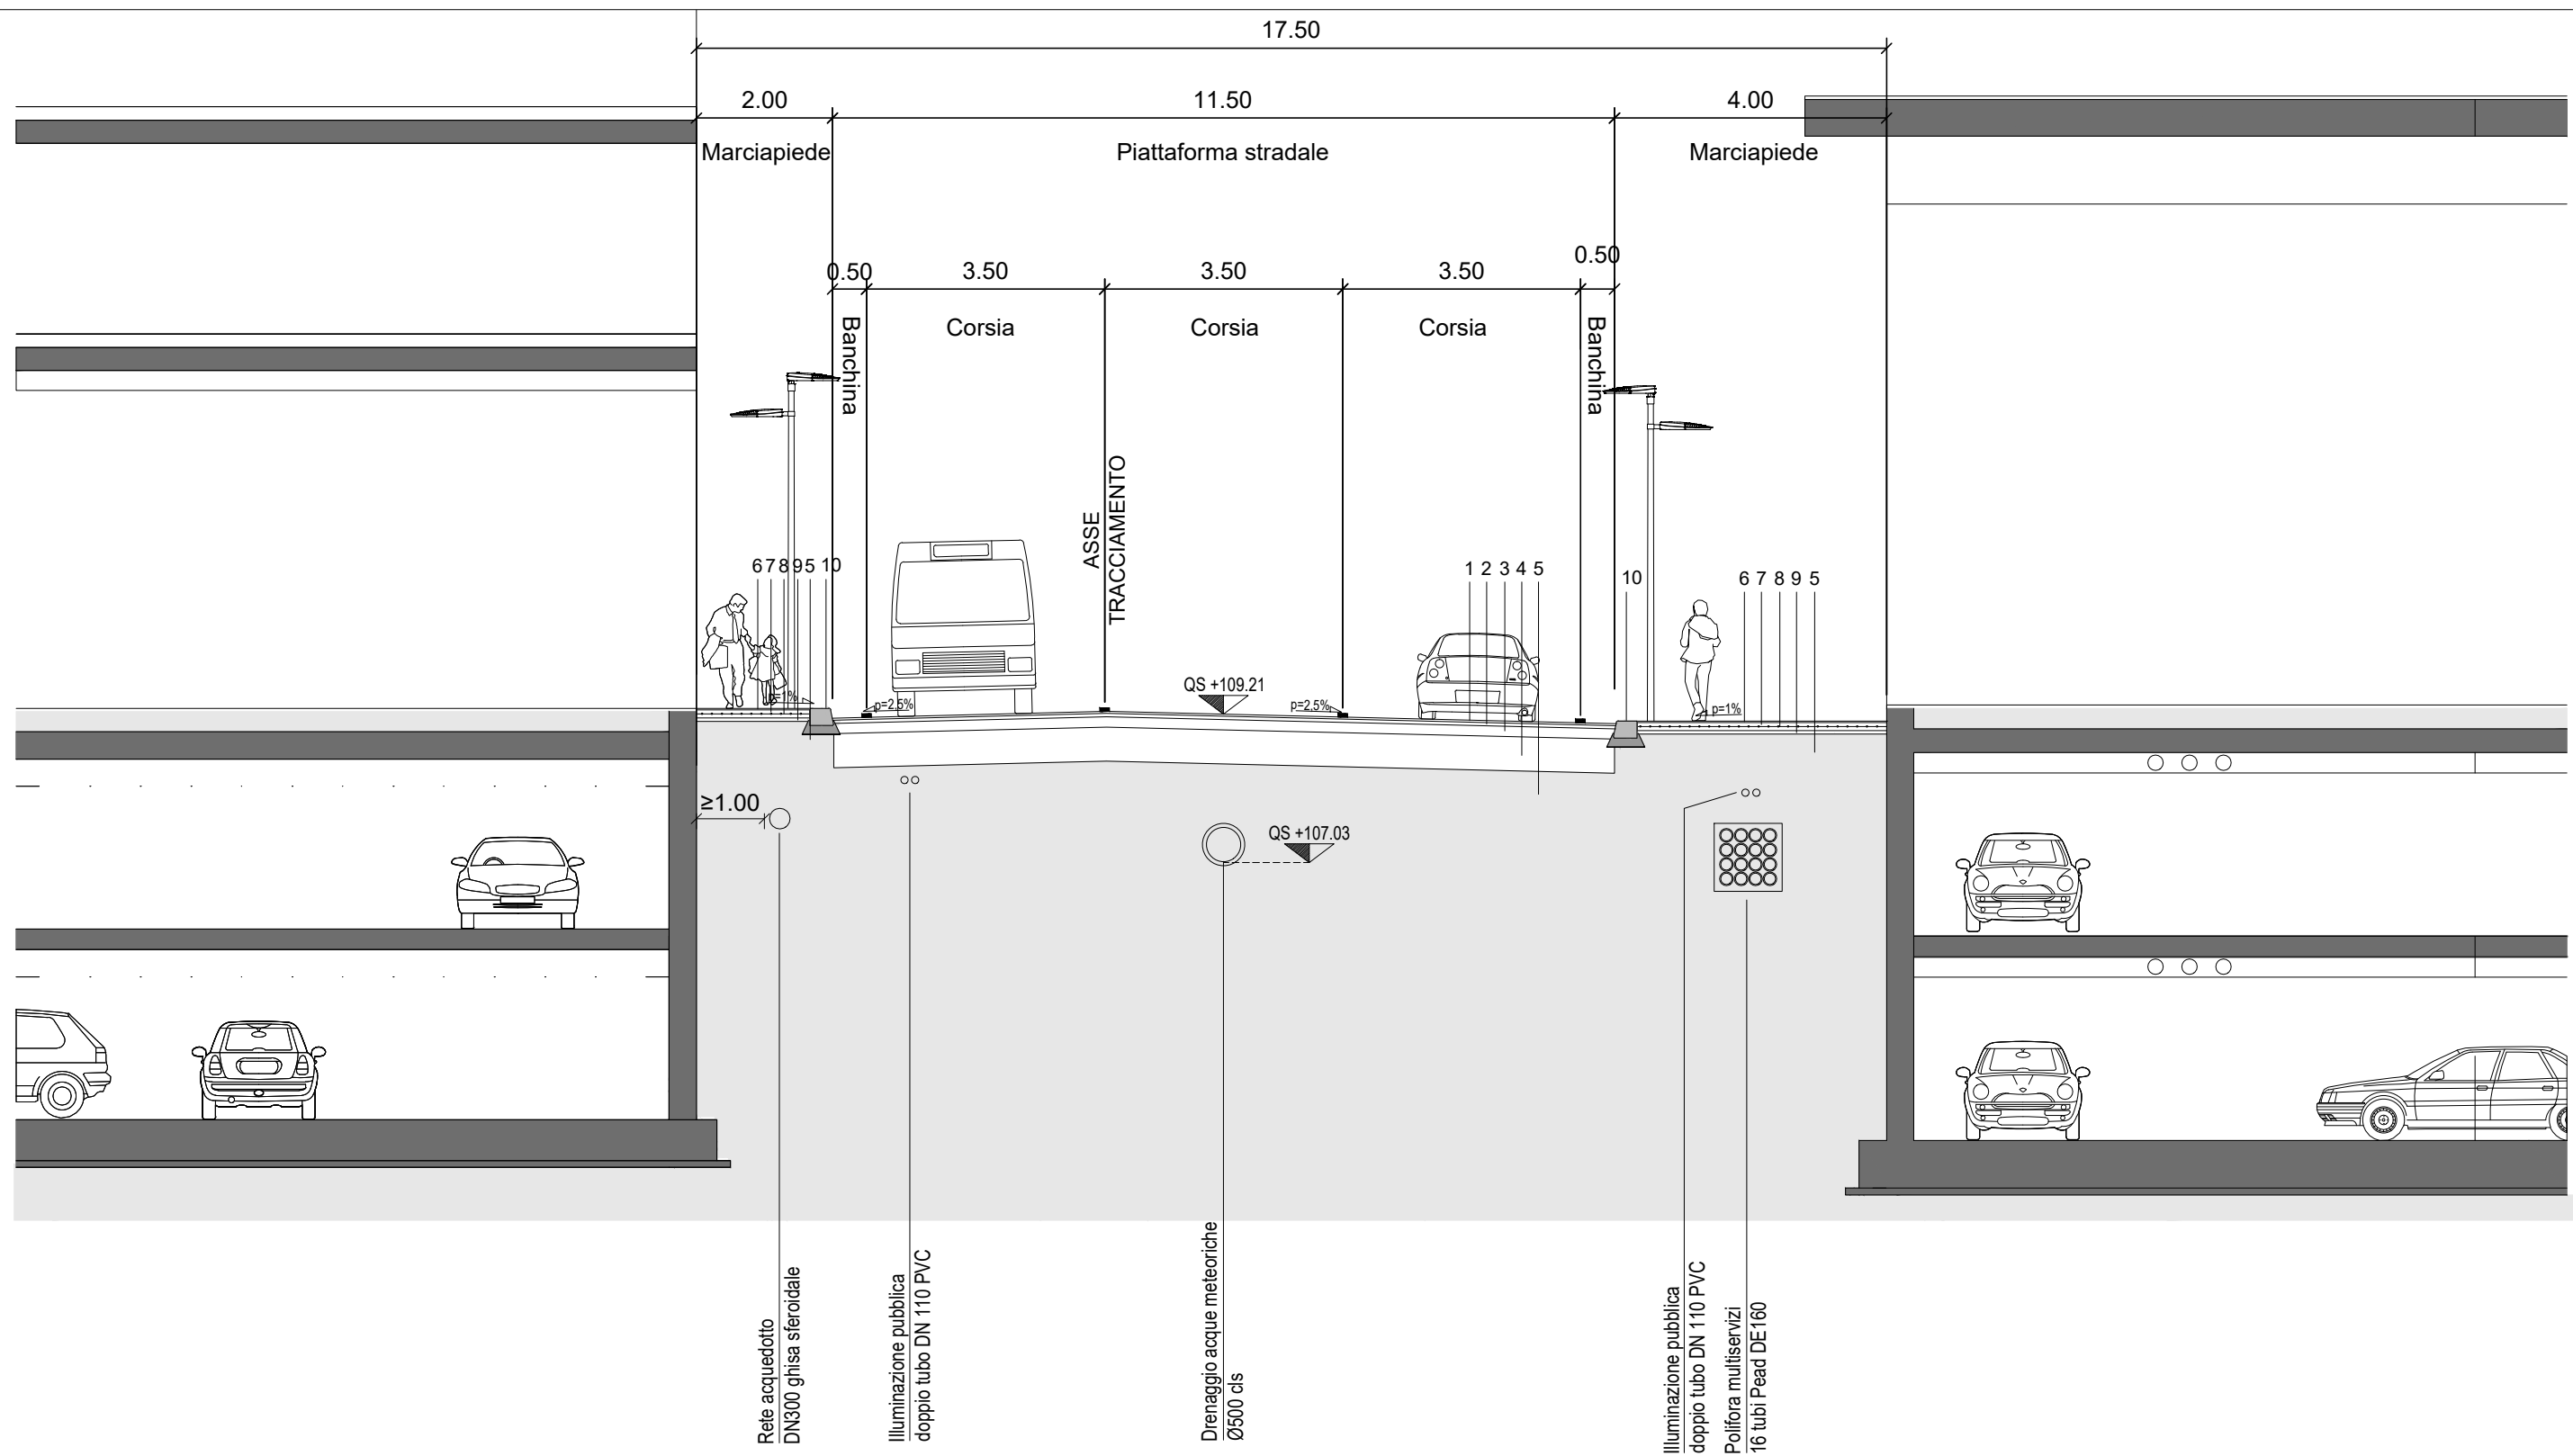 17.50
2.00
11.50
4.00
Marciapiede
Piattaforma stradale
Marciapiede
0.50
3.50
3.50
3.50
0.50
Banchina
Corsia
Corsia
Corsia
Banchina
ASSE
TRACCIAMENTO
6 7 8 9 5 10
1 2 3 4 5
10
6 7 8 9 5
p=1%
p=2.5%
QS +109.21
p=2.5%
p=1%
≥1.00
QS +107.03
Rete acquedotto
DN300 ghisa sferoidale
Illuminazione pubblica
doppio tubo DN 110 PVC
Drenaggio acque meteoriche
Ø500 cls
Illuminazione pubblica
doppio tubo DN 110 PVC
Polifora multiservizi
16 tubi Pead DE160